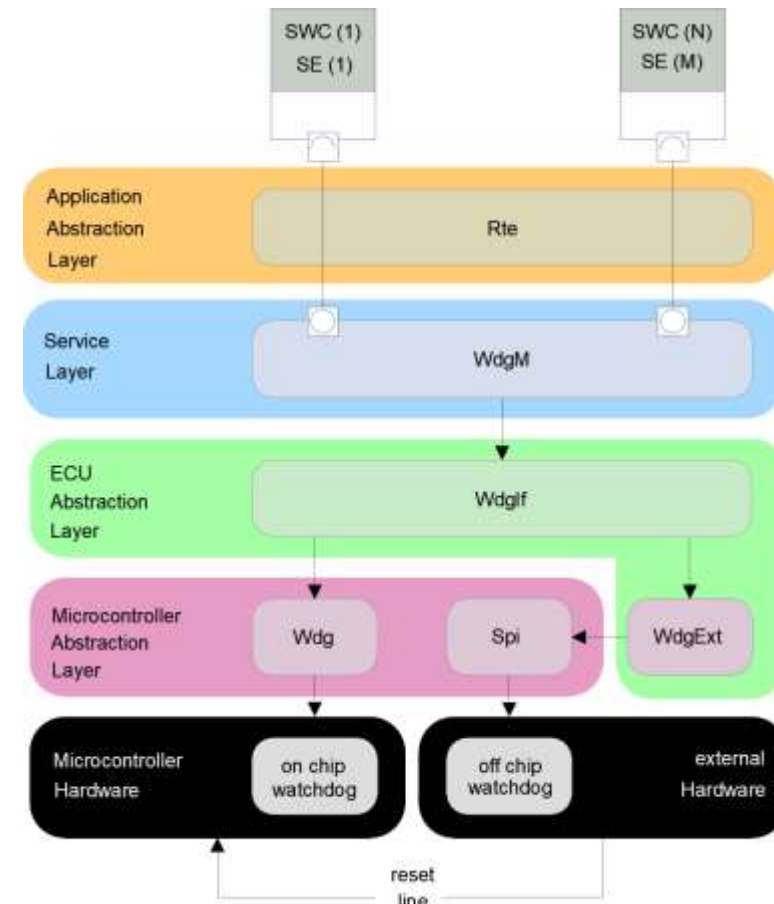 SWC (1)
SE (1)
SWC (N)
SE (M)
Application
Abstraction
Layer
Rte
Service
Layer
WdgM
ECU
Abstraction
Layer
WdgIf
Microcontroller
Abstraction
Layer
Wdg
Spi
WdgExt
Microcontroller
Hardware
on chip
watchdog
off chip
watchdog
external
Hardware
reset
line